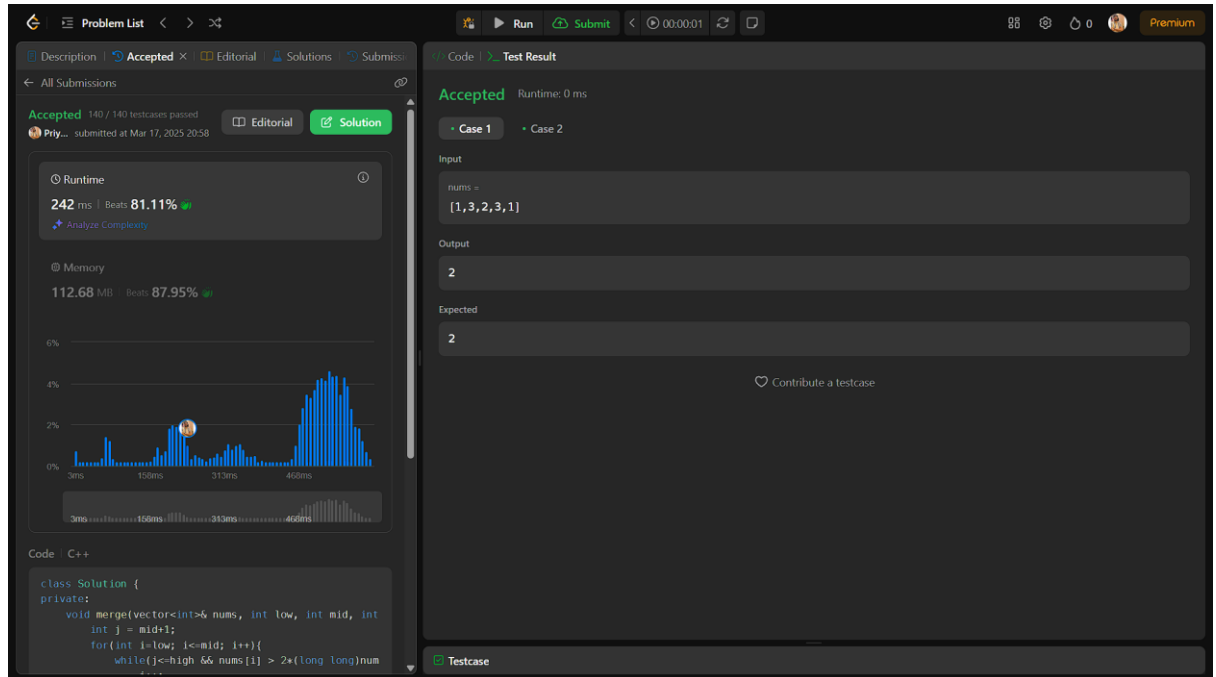 Problem List
Run
Submit
00:00:01
0
Premium
Description
Accepted
Editorial
Solutions
Submiss
All Submissions
Accepted 140 / 140 testcases passed
Priy... submitted at Mar 17, 2025 20:58
Editorial
Solution
Runtime
242 ms Beats 81.11%
Analyze Complexity
Memory
112.68 MB Beats 87.95%
6%
4%
2%
0%
3ms 158ms 313ms 468ms
3ms 158ms 313ms 468ms
Code C++
class Solution {
private:
void merge(vector<int>& nums, int low, int mid, int
int j = mid+1;
for(int i=low; i<=mid; i++){
while(j<=high && nums[i] > 2*(long long)num
Code
Test Result
Accepted Runtime: 0 ms
• Case 1 • Case 2
Input
nums =
[1,3,2,3,1]
Output
2
Expected
2
Contribute a testcase
Testcase